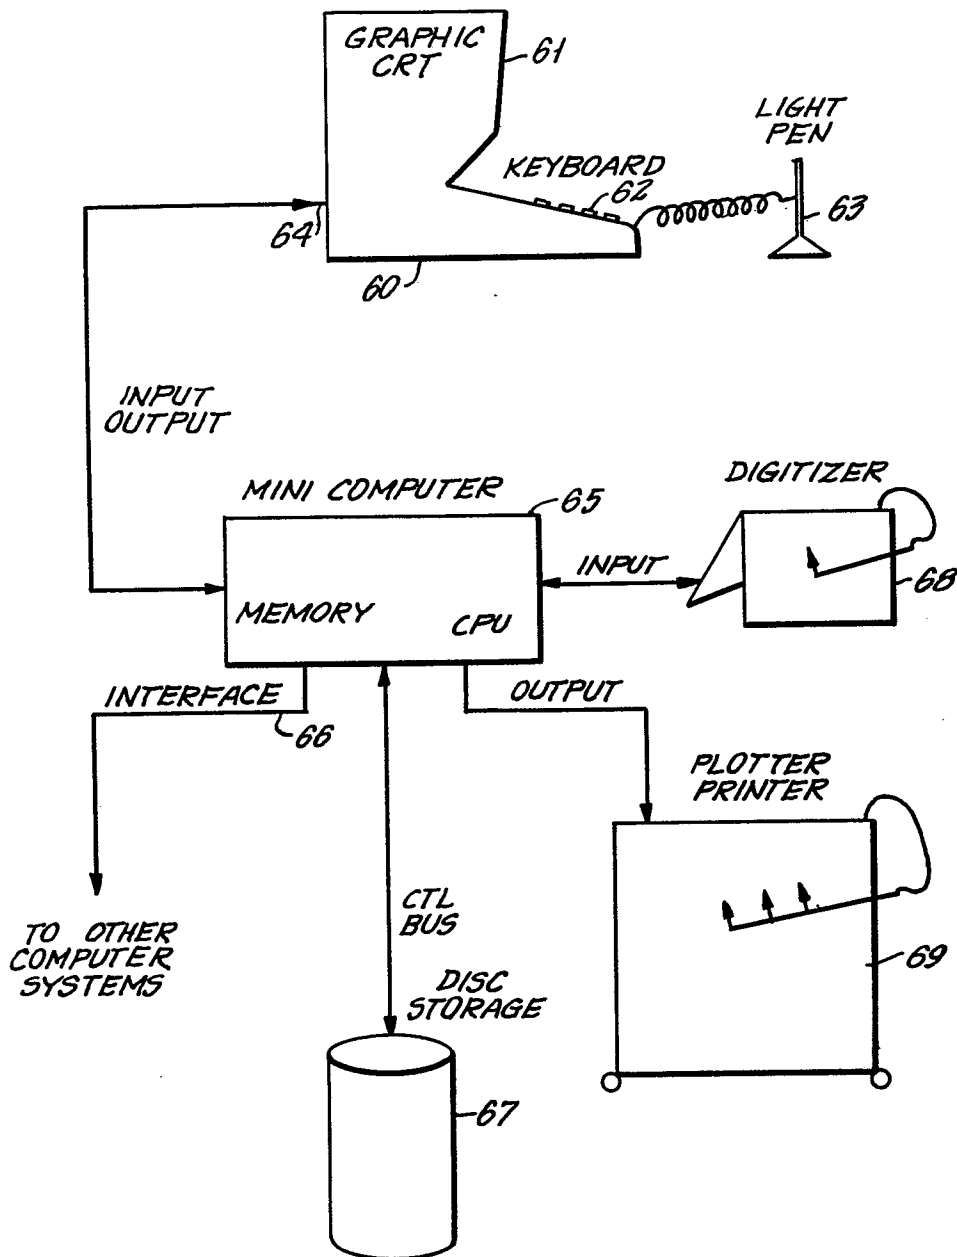 GRAPHIC
CRT
61
LIGHT
PEN
KEYBOARD
62
63
64
60
INPUT
OUTPUT
MINI COMPUTER
65
DIGITIZER
INPUT
68
MEMORY
CPU
INTERFACE
66
OUTPUT
PLOTTER
PRINTER
CTL
BUS
TO OTHER
COMPUTER
SYSTEMS
69
DISC
STORAGE
67